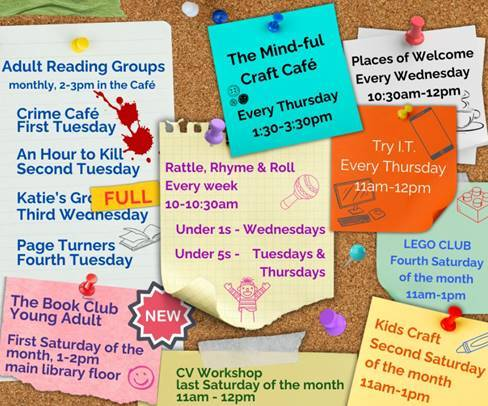 Adult Reading Groups
monthly, 2-3pm in the Café
Crime Café
First Tuesday
An Hour to Kill
Second Tuesday
Katie's Gro
FULL
Third Wednesday
Page Turners
Fourth Tuesday
The Mind-ful
Craft Café
Every Thursday
1:30-3:30pm
Places of Welcome
Every Wednesday
10:30am-12pm
Rattle, Rhyme & Roll
Every week
10-10:30am
Under 1s - Wednesdays
Under 5s - Tuesdays &
Thursdays
Try I.T.
Every Thursday
11am-12pm
LEGO CLUB
Fourth Saturday
of the month
11am-1pm
The Book Club
Young Adult
NEW
First Saturday of the
month, 1-2pm
main library floor
CV Workshop
last Saturday of the month
11am - 12pm
Kids Craft
Second Saturday
of the month
11am-1pm